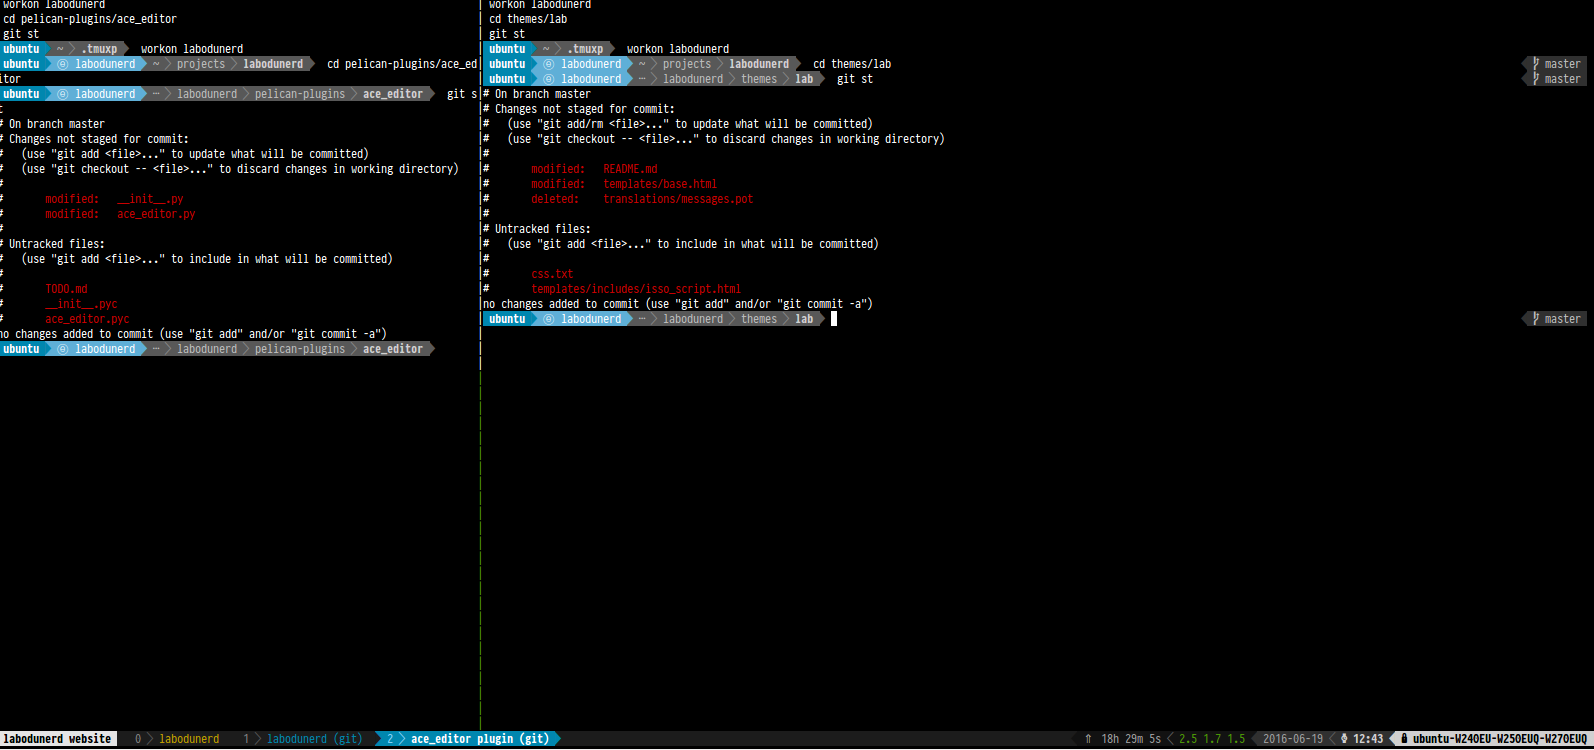 workon labodunerd
cd pelican-plugins/ace_editor
git st
ubuntu ~ .tmuxp workon labodunerd
ubuntu ⓔ labodunerd ~ projects labodunerd cd pelican-plugins/ace_ed
itor
ubuntu ⓔ labodunerd ⋯ labodunerd pelican-plugins ace_editor git s
t
# On branch master
# Changes not staged for commit:
#   (use "git add <file>..." to update what will be committed)
#   (use "git checkout -- <file>..." to discard changes in working directory)
#
#       modified:   __init__.py
#       modified:   ace_editor.py
#
# Untracked files:
#   (use "git add <file>..." to include in what will be committed)
#
#       TODO.md
#       __init__.pyc
#       ace_editor.pyc
no changes added to commit (use "git add" and/or "git commit -a")
ubuntu ⓔ labodunerd ⋯ labodunerd pelican-plugins ace_editor
workon labodunerd
cd themes/lab
git st
ubuntu ~ .tmuxp workon labodunerd
ubuntu ⓔ labodunerd ~ projects labodunerd cd themes/lab master
ubuntu ⓔ labodunerd ⋯ labodunerd themes lab git st master
# On branch master
# Changes not staged for commit:
#   (use "git add/rm <file>..." to update what will be committed)
#   (use "git checkout -- <file>..." to discard changes in working directory)
#
#       modified:   README.md
#       modified:   templates/base.html
#       deleted:    translations/messages.pot
#
# Untracked files:
#   (use "git add <file>..." to include in what will be committed)
#
#       css.txt
#       templates/includes/isso_script.html
no changes added to commit (use "git add" and/or "git commit -a")
ubuntu ⓔ labodunerd ⋯ labodunerd themes lab master
labodunerd website 0 labodunerd 1 labodunerd (git) 2 ace_editor plugin (git) ⇑ 18h 29m 5s 2.5 1.7 1.5 2016-06-19 12:43 ubuntu-W240EU-W250EUQ-W270EUQ